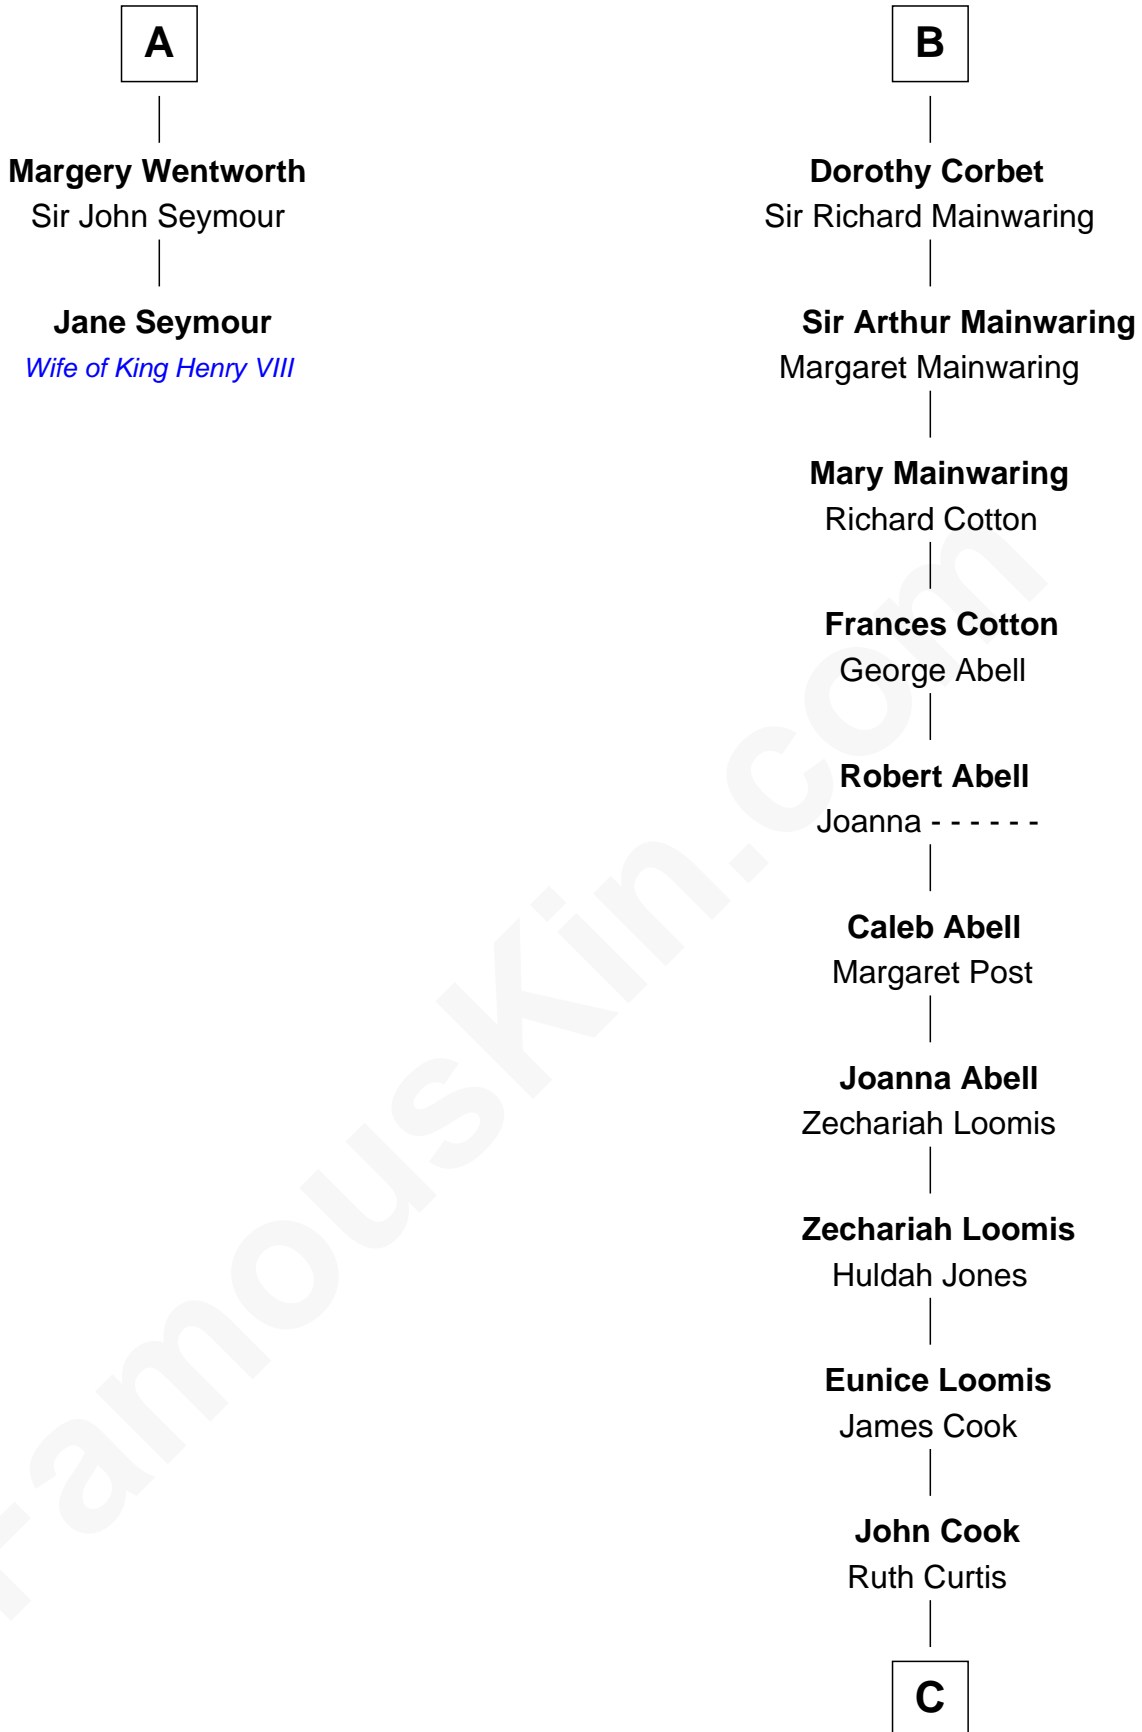 A
Margery Wentworth
Sir John Seymour
Jane Seymour
Wife of King Henry VIII
B
Dorothy Corbet
Sir Richard Mainwaring
Sir Arthur Mainwaring
Margaret Mainwaring
Mary Mainwaring
Richard Cotton
Frances Cotton
George Abell
Robert Abell
Joanna - - - - - -
Caleb Abell
Margaret Post
Joanna Abell
Zechariah Loomis
Zechariah Loomis
Huldah Jones
Eunice Loomis
James Cook
John Cook
Ruth Curtis
C
FamousKin.com